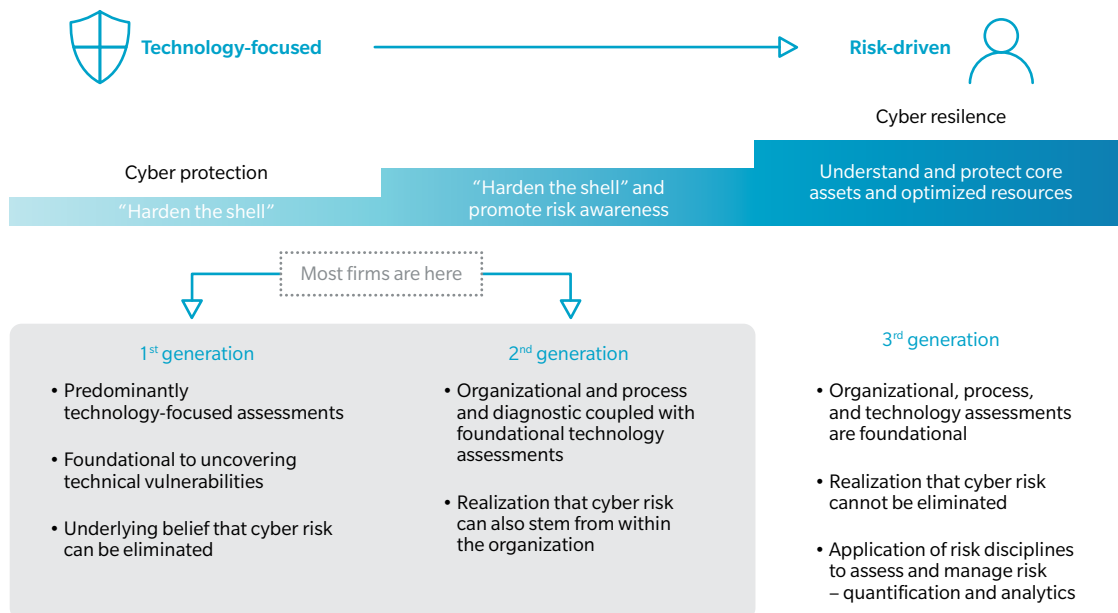 Technology-focused
Risk-driven
Cyber resilence
Cyber protection
"Harden the shell"
"Harden the shell" and
promote risk awareness
Understand and protect core
assets and optimized resources
Most firms are here
1st generation
• Predominantly
technology-focused assessments
• Foundational to uncovering
technical vulnerabilities
• Underlying belief that cyber risk
can be eliminated
2nd generation
• Organizational and process
and diagnostic coupled with
foundational technology
assessments
• Realization that cyber risk
can also stem from within
the organization
3rd generation
• Organizational, process,
and technology assessments
are foundational
• Realization that cyber risk
cannot be eliminated
• Application of risk disciplines
to assess and manage risk
– quantification and analytics